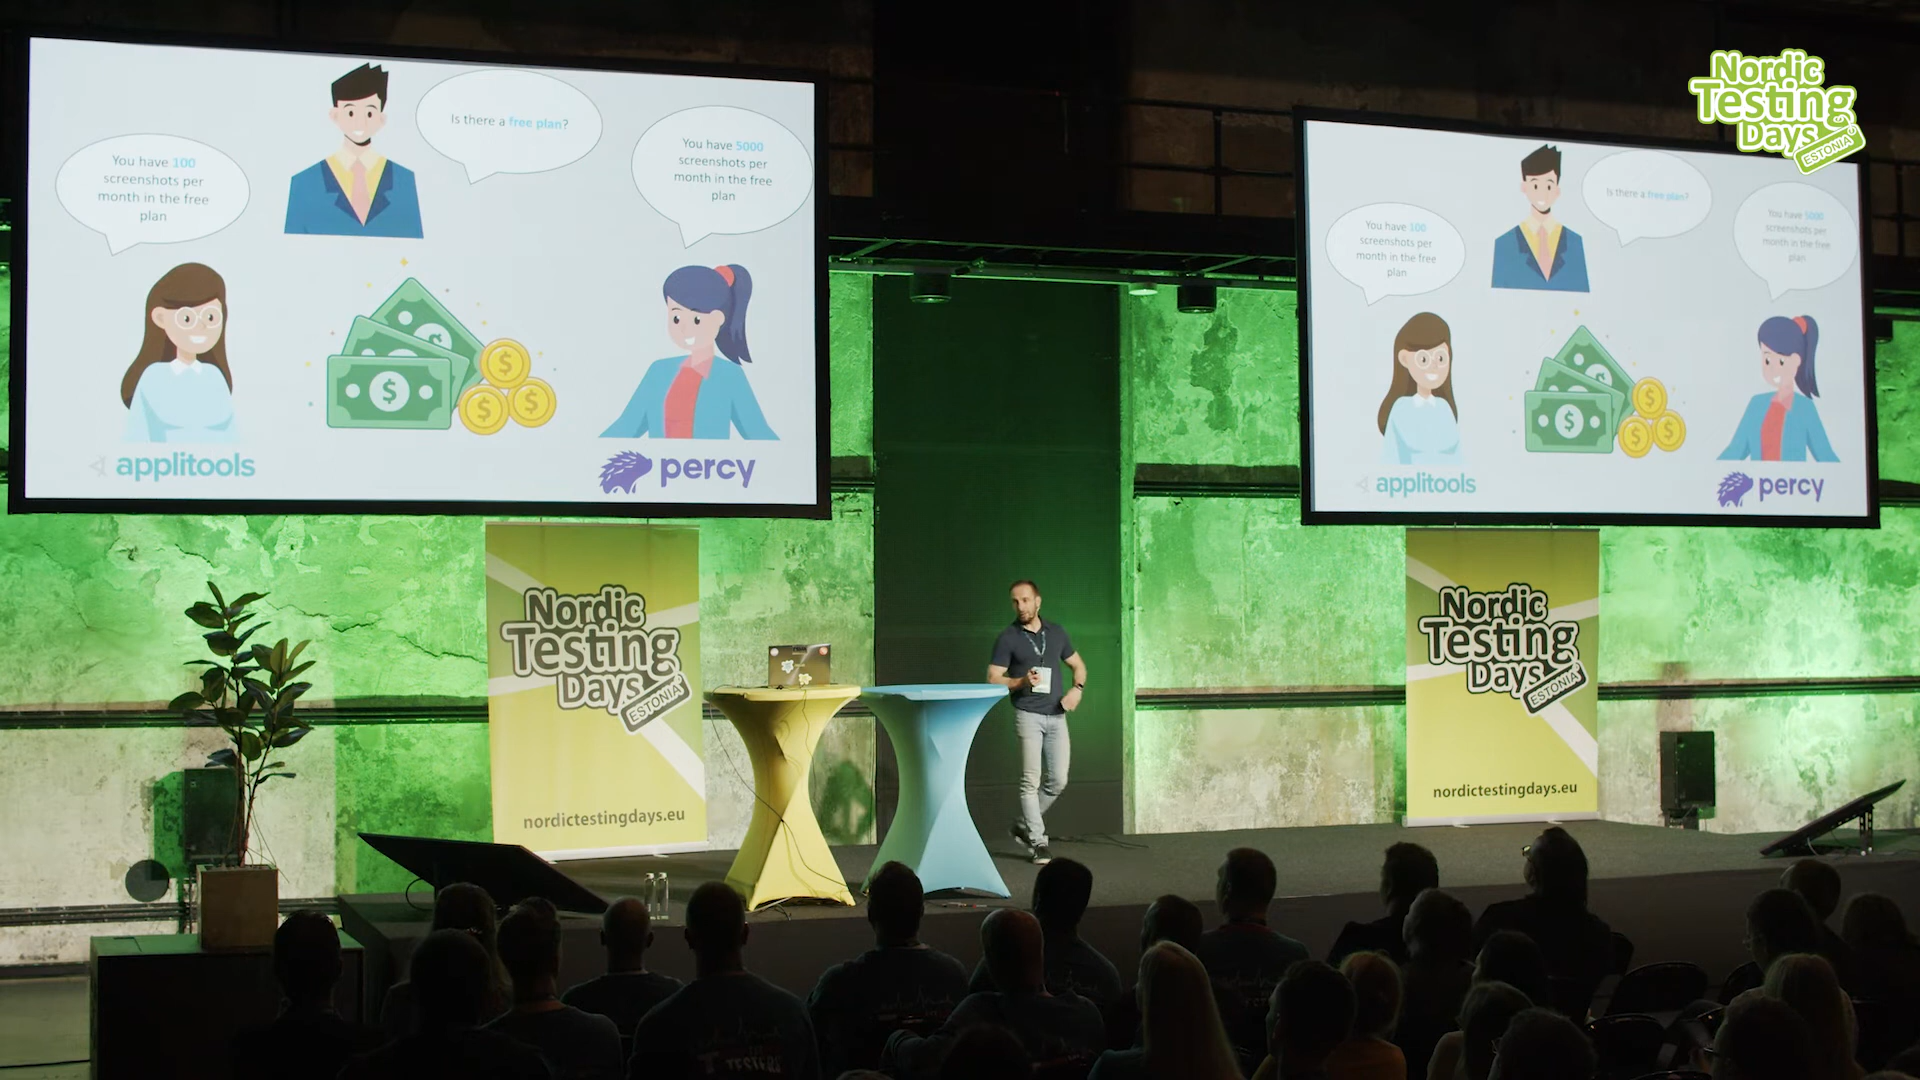 Nordic
Testing
Days
ESTONIA
You have 100
screenshots per
month in the free
plan
Is there a free plan?
You have 5000
screenshots per
month in the free
plan
applitools
percy
You have 100
screenshots per
month in the free
plan
Is there a free plan?
You have 5000
screenshots per
month in the free
plan
applitools
percy
Nordic
Testing
Days
ESTONIA
nordictestingdays.eu
Nordic
Testing
Days
ESTONIA
nordictestingdays.eu